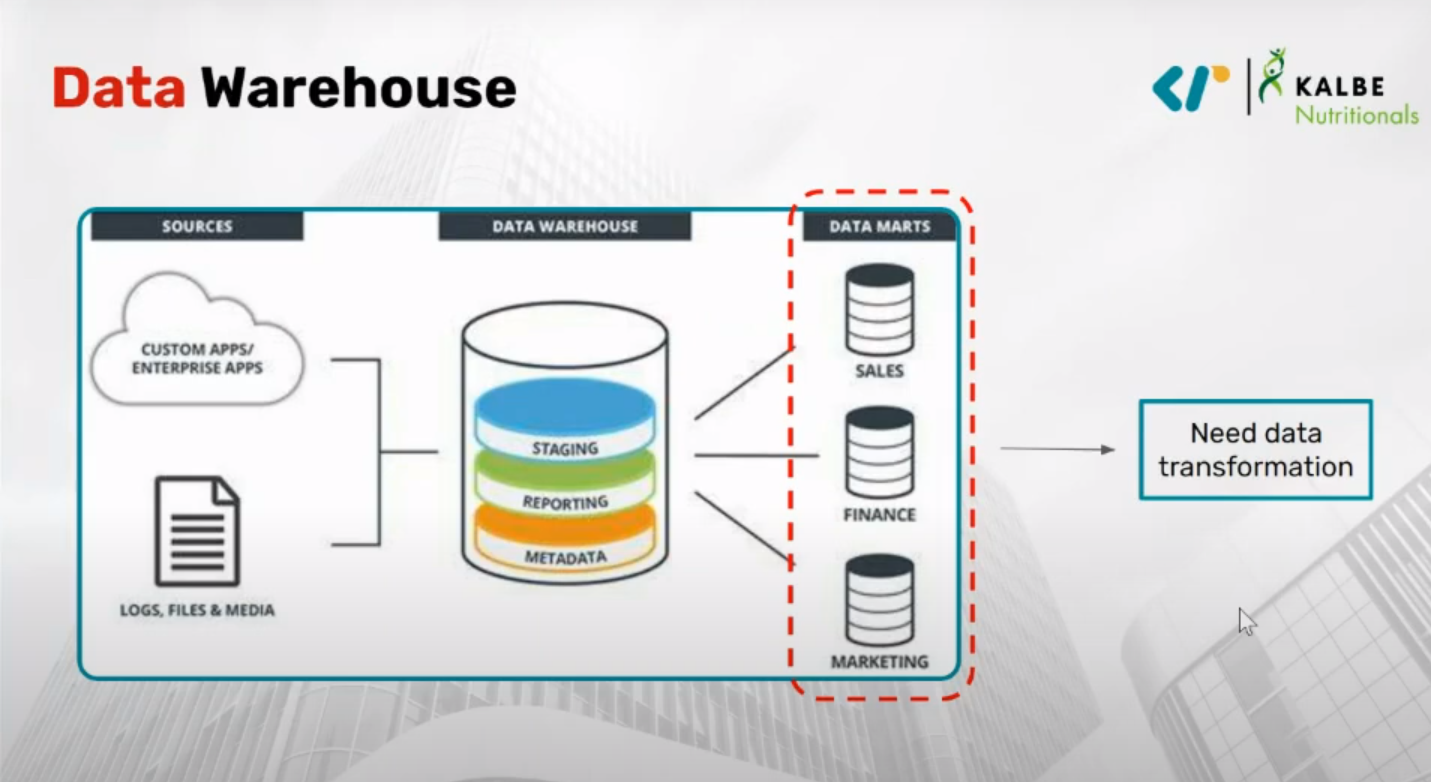 Data Warehouse
KALBE
Nutritionals
SOURCES
DATA WAREHOUSE
DATA MARTS
CUSTOM APPS/
ENTERPRISE APPS
LOGS, FILES & MEDIA
STAGING
REPORTING
METADATA
SALES
FINANCE
MARKETING
Need data
transformation